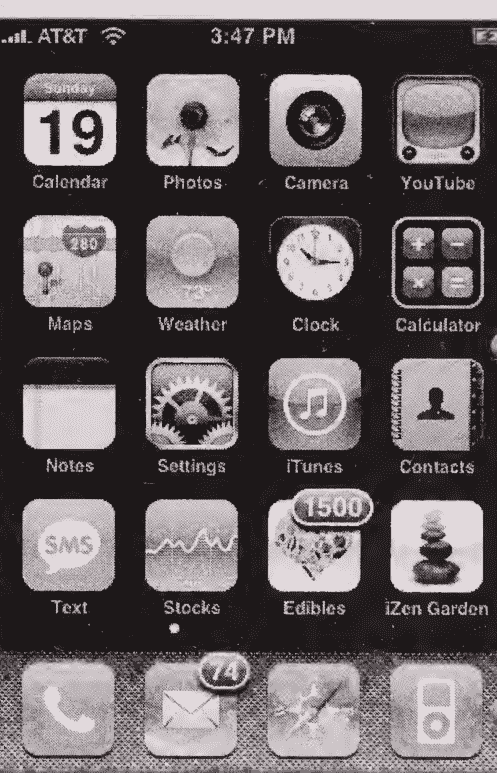 AT&T 3:47 PM
Sunday
19
Calendar Photos Camera YouTube
280
73°
Maps Weather Clock Calculator
Notes Settings iTunes Contacts
SMS
1500
Text Stocks Edibles iZen Garden
74